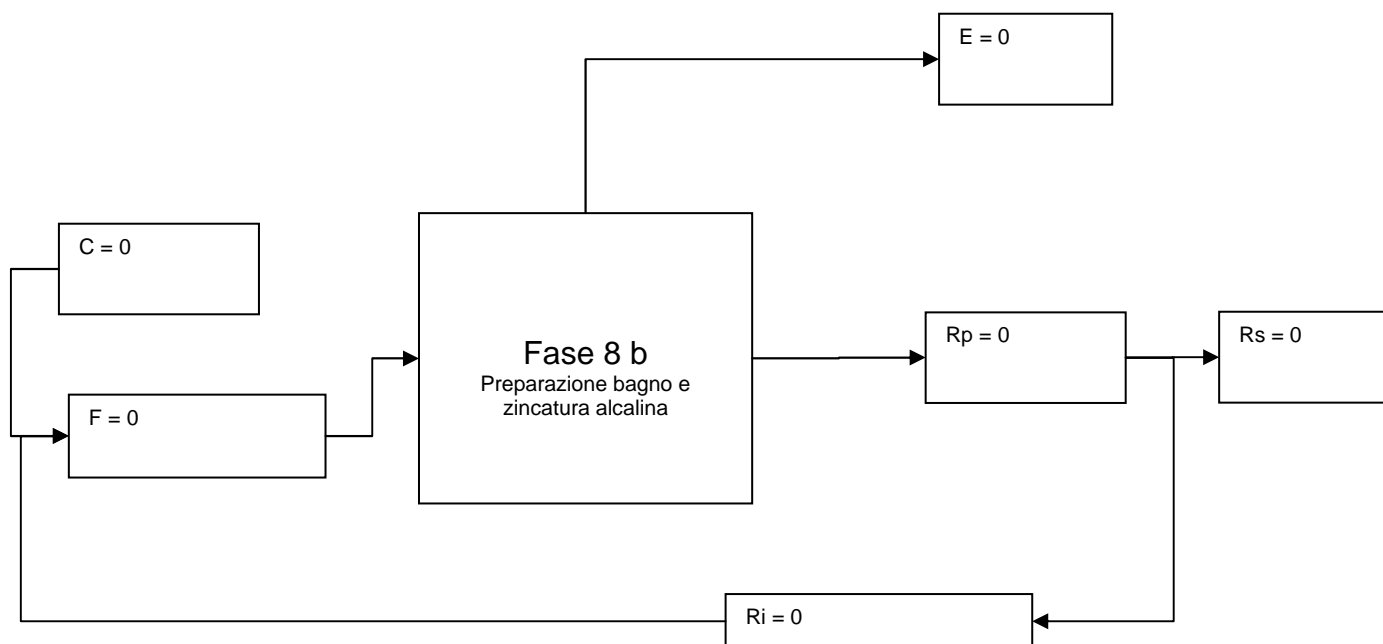 E = 0
C = 0
Rp = 0
Rs = 0
Fase 8 b
Preparazione bagno e
zincatura alcalina
F = 0
Ri = 0